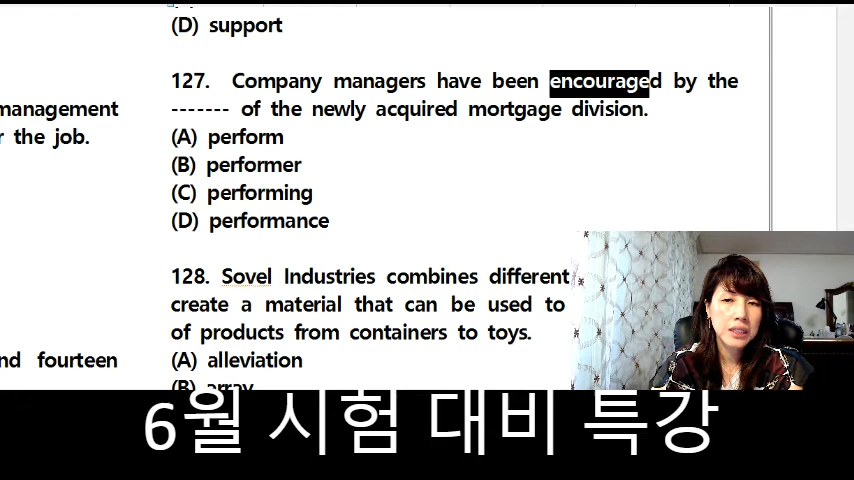 (D) support
127. Company managers have been encouraged by the
------- of the newly acquired mortgage division.
(A) perform
(B) performer
(C) performing
(D) performance
128. Sovel Industries combines different
create a material that can be used to
of products from containers to toys.
(A) alleviation
(B) array
management
the job.
fourteen
6월 시험 대비 특강